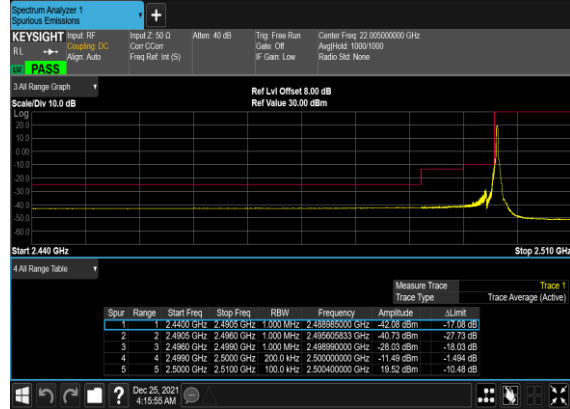 Spectrum Analyzer 1
Spurious Emissions
KEYSIGHT Input: RF Input Z: 50 Ω Atten: 40 dB Trig: Free Run Center Freq: 22.005000000 GHz
RL Coupling: DC Corr CCorr Gate: Off Avg|Hold: 1000/1000
Align: Auto Freq Ref: Int (S) IF Gain: Low Radio Std: None
PASS
3 All Range Graph
Ref Lvl Offset 8.00 dB
Scale/Div 10.0 dB Ref Value 30.00 dBm
Log
20.0
10.0
0.00
-10.0
-20.0
-30.0
-40.0
-50.0
-60.0
Start 2.440 GHz Stop 2.510 GHz
4 All Range Table
Measure Trace Trace 1
Trace Type Trace Average (Active)
Spur Range Start Freq Stop Freq RBW Frequency Amplitude ΔLimit
1 1 2.4400 GHz 2.4905 GHz 1.000 MHz 2.488985000 GHz -42.08 dBm -17.08 dB
2 2 2.4905 GHz 2.4960 GHz 1.000 MHz 2.495605833 GHz -40.73 dBm -27.73 dB
3 3 2.4960 GHz 2.4990 GHz 1.000 MHz 2.498990000 GHz -28.03 dBm -18.03 dB
4 4 2.4990 GHz 2.5000 GHz 200.0 kHz 2.500000000 GHz -11.49 dBm -1.494 dB
5 5 2.5000 GHz 2.5100 GHz 100.0 kHz 2.500400000 GHz 19.52 dBm -10.48 dB
? Dec 25, 2021
4:15:55 AM